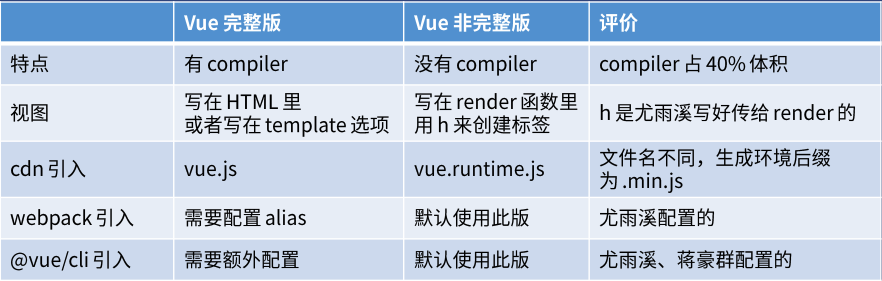 Vue 完整版 Vue 非完整版 评价
特点 有 compiler 没有 compiler compiler 占 40% 体积
视图 写在 HTML 里
或者写在 template 选项 写在 render 函数里
用 h 来创建标签 h 是尤雨溪写好传给 render 的
cdn 引入 vue.js vue.runtime.js 文件名不同，生成环境后缀
为 .min.js
webpack 引入 需要配置 alias 默认使用此版 尤雨溪配置的
@vue/cli 引入 需要额外配置 默认使用此版 尤雨溪、蒋豪群配置的